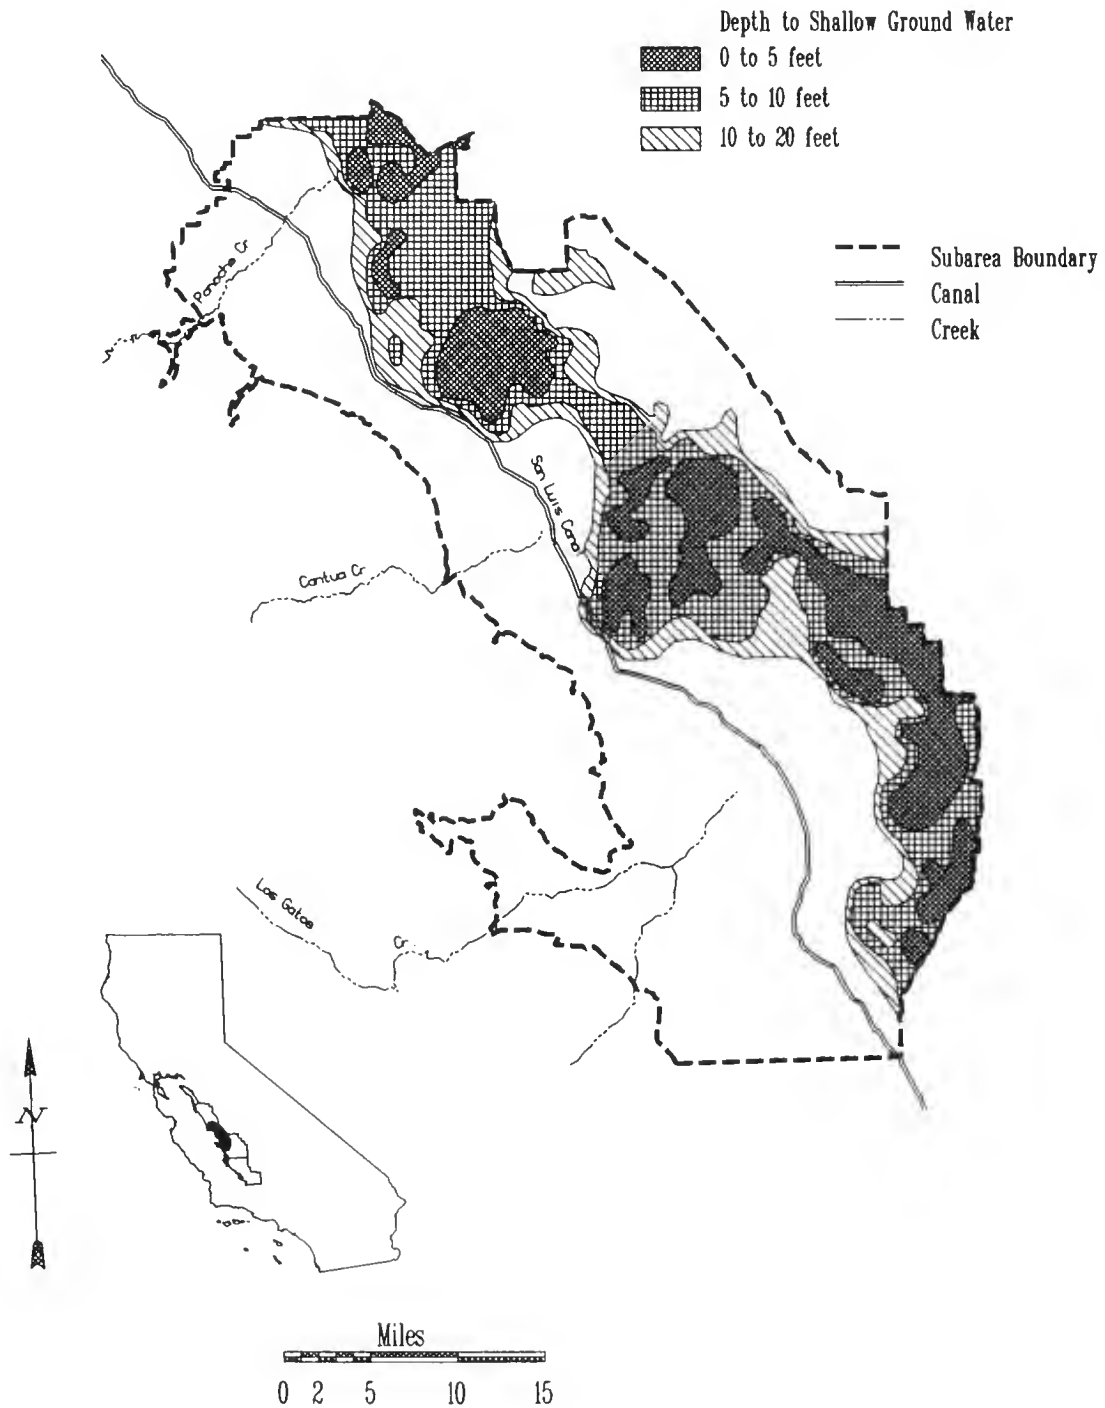 Depth to Shallow Ground Water
0 to 5 feet
5 to 10 feet
10 to 20 feet
Subarea Boundary
Canal
Creek
Panoche Cr
San Luis Canal
Cantua Cr
Los Gatos
Cr
N
Miles
0 2 5 10 15